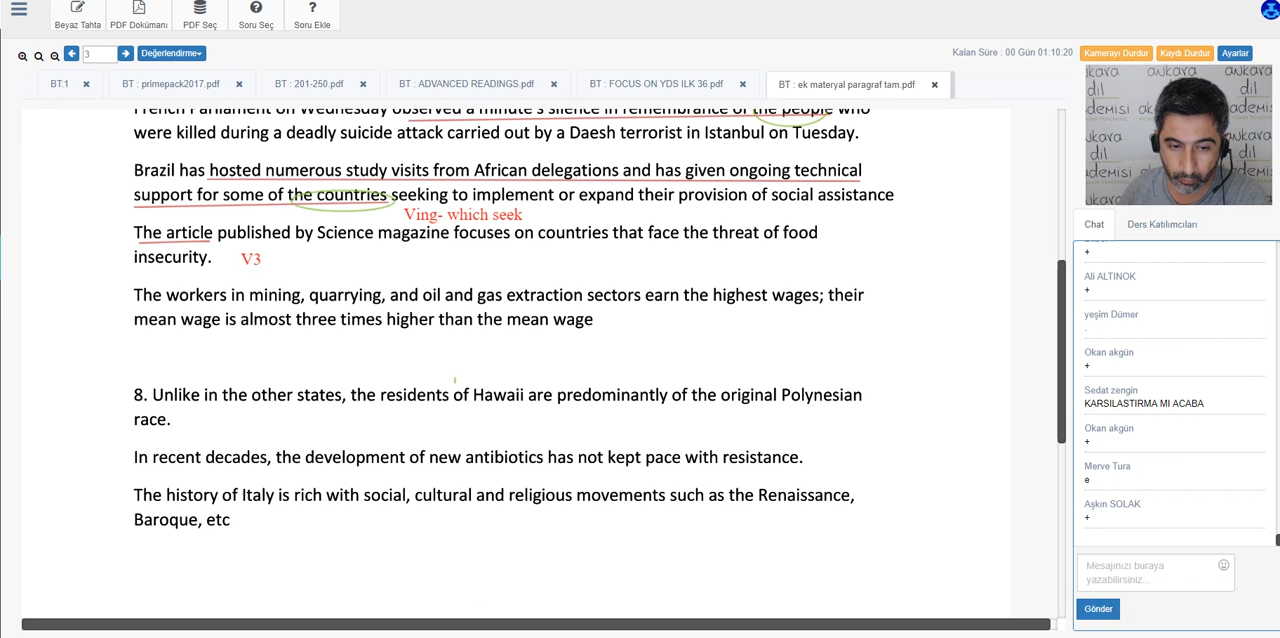 Beyaz Tahta
PDF Dokümanı
PDF Seç
Soru Seç
Soru Ekle
3
Değerlendirme
Kalan Süre : 00 Gün 01:10:20
Kamerayı Durdur
Kaydı Durdur
Ayarlar
BT:1
BT : primepack2017.pdf
BT : 201-250.pdf
BT : ADVANCED READINGS.pdf
BT : FOCUS ON YDS ILK 36.pdf
BT : ek materyal paragraf tam.pdf
French Parliament on Wednesday observed a minute's silence in remembrance of the people who
were killed during a deadly suicide attack carried out by a Daesh terrorist in Istanbul on Tuesday.
Brazil has hosted numerous study visits from African delegations and has given ongoing technical
support for some of the countries seeking to implement or expand their provision of social assistance
Ving- which seek
The article published by Science magazine focuses on countries that face the threat of food
insecurity.
V3
The workers in mining, quarrying, and oil and gas extraction sectors earn the highest wages; their
mean wage is almost three times higher than the mean wage
8. Unlike in the other states, the residents of Hawaii are predominantly of the original Polynesian
race.
In recent decades, the development of new antibiotics has not kept pace with resistance.
The history of Italy is rich with social, cultural and religious movements such as the Renaissance,
Baroque, etc
ankara
dil
Chat
Ders Katılımcıları
+
Ali ALTINOK
+
yeşim Dümer
.
Okan akgün
+
Sedat zengin
KARSILASTIRMA MI ACABA
Okan akgün
+
Merve Tura
e
Aşkın SOLAK
+
Mesajınızı buraya
yazabilirsiniz...
Gönder